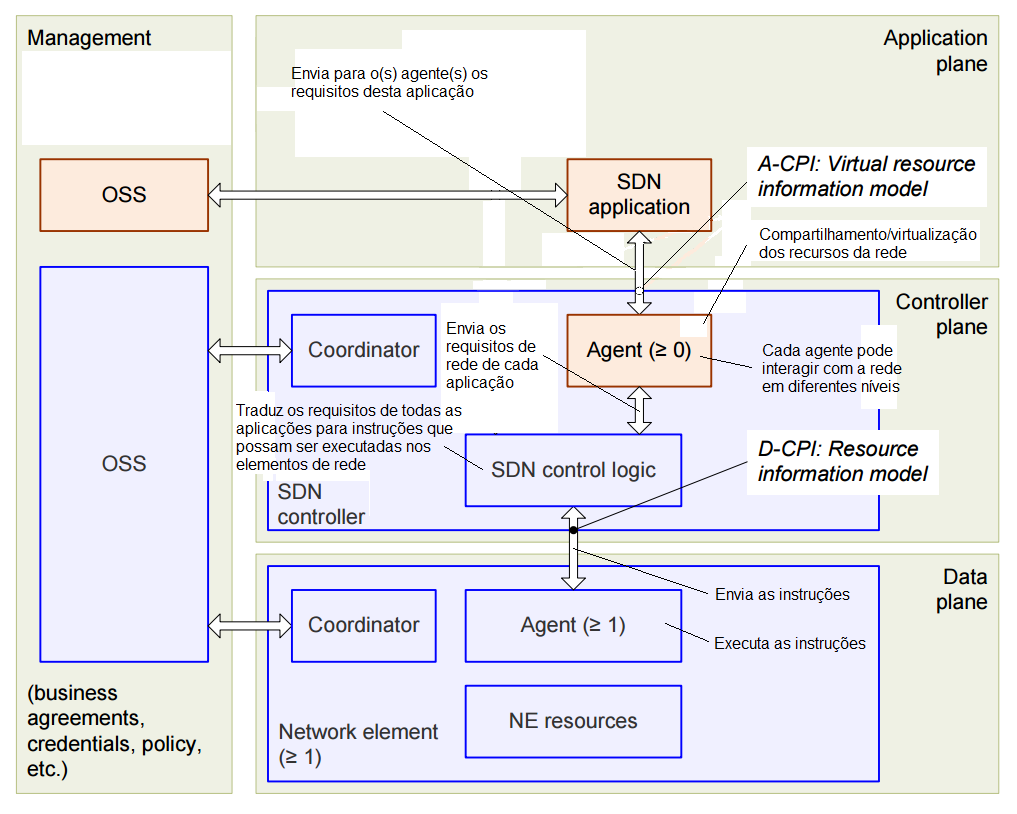 Management
Application
plane
Envia para o(s) agente(s) os
requisitos desta aplicação
OSS
SDN
application
A-CPI: Virtual resource
information model
Compartilhamento/virtualização
dos recursos da rede
Controller
plane
Coordinator
Envia os
requisitos de
rede de cada
aplicação
Agent (≥ 0)
Cada agente pode
interagir com a rede
em diferentes níveis
Traduz os requisitos de todas as
aplicações para instruções que
possam ser executadas nos
elementos de rede
OSS
SDN control logic
D-CPI: Resource
information model
SDN
controller
Data
plane
Coordinator
Agent (≥ 1)
Envia as instruções
Executa as instruções
(business
agreements,
credentials, policy,
etc.)
Network element
(≥ 1)
NE resources